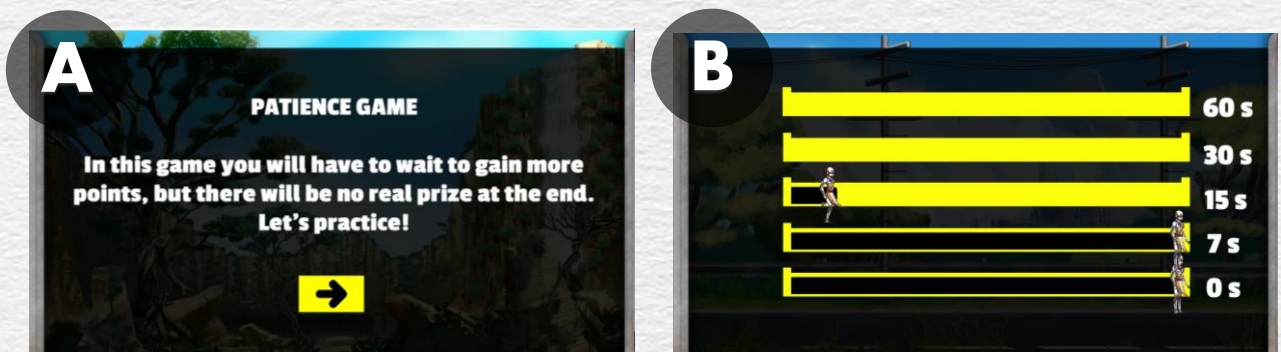 A
PATIENCE GAME
In this game you will have to wait to gain more
points, but there will be no real prize at the end.
Let's practice!
B
60 s
30 s
15 s
7 s
0 s